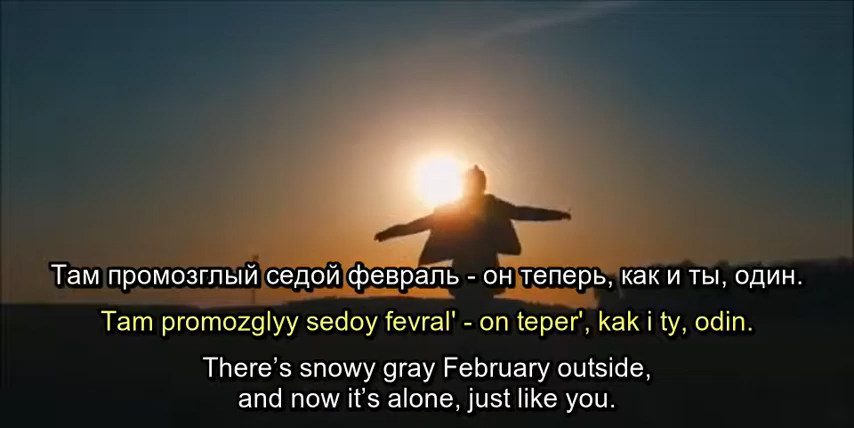 Там промозглый седой февраль - он теперь, как и ты, один.
Tam promozglyy sedoy fevral' - on teper', kak i ty, odin.
There’s snowy gray February outside,
and now it’s alone, just like you.